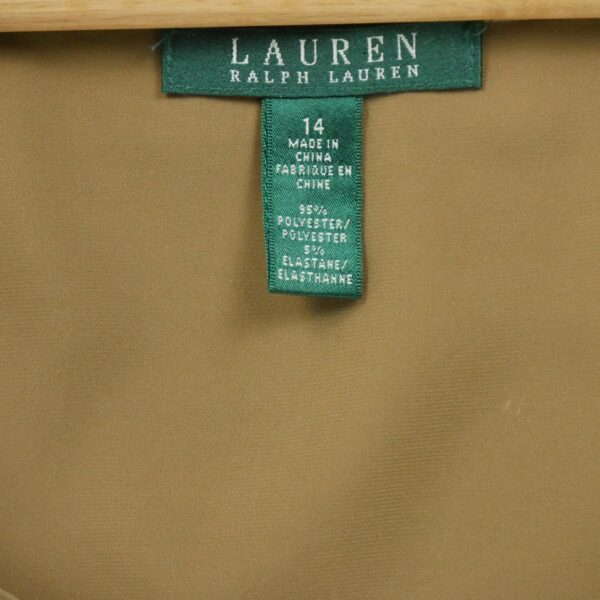 LAUREN
RALPH LAUREN
14
MADE IN
CHINA
FABRIQUE EN
CHINE
95%
POLYESTER/
POLYESTER
5%
ELASTANE/
ELASTHANNE